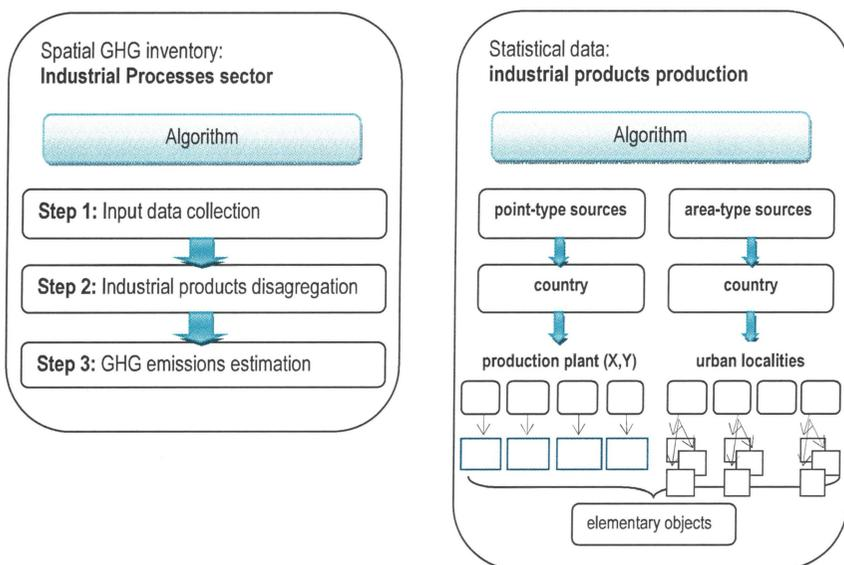 Spatial GHG inventory:
Industrial Processes sector
Algorithm
Step 1: Input data collection
Step 2: Industrial products disagregation
Step 3: GHG emissions estimation
Statistical data:
industrial products production
Algorithm
point-type sources
area-type sources
country
country
production plant (X,Y)
urban localities
elementary objects